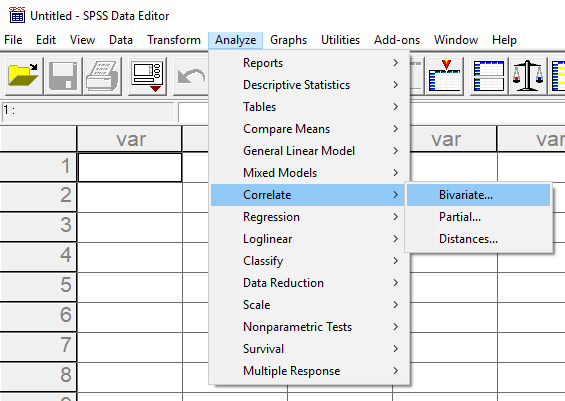 SPSS
Untitled - SPSS Data Editor
File Edit View Data Transform Analyze Graphs Utilities Add-ons Window Help
1 :
Reports
Descriptive Statistics
Tables
Compare Means
General Linear Model
Mixed Models
Correlate
Regression
Loglinear
Classify
Data Reduction
Scale
Nonparametric Tests
Survival
Multiple Response
Bivariate...
Partial...
Distances...
var var var
1
2
3
4
5
6
7
8